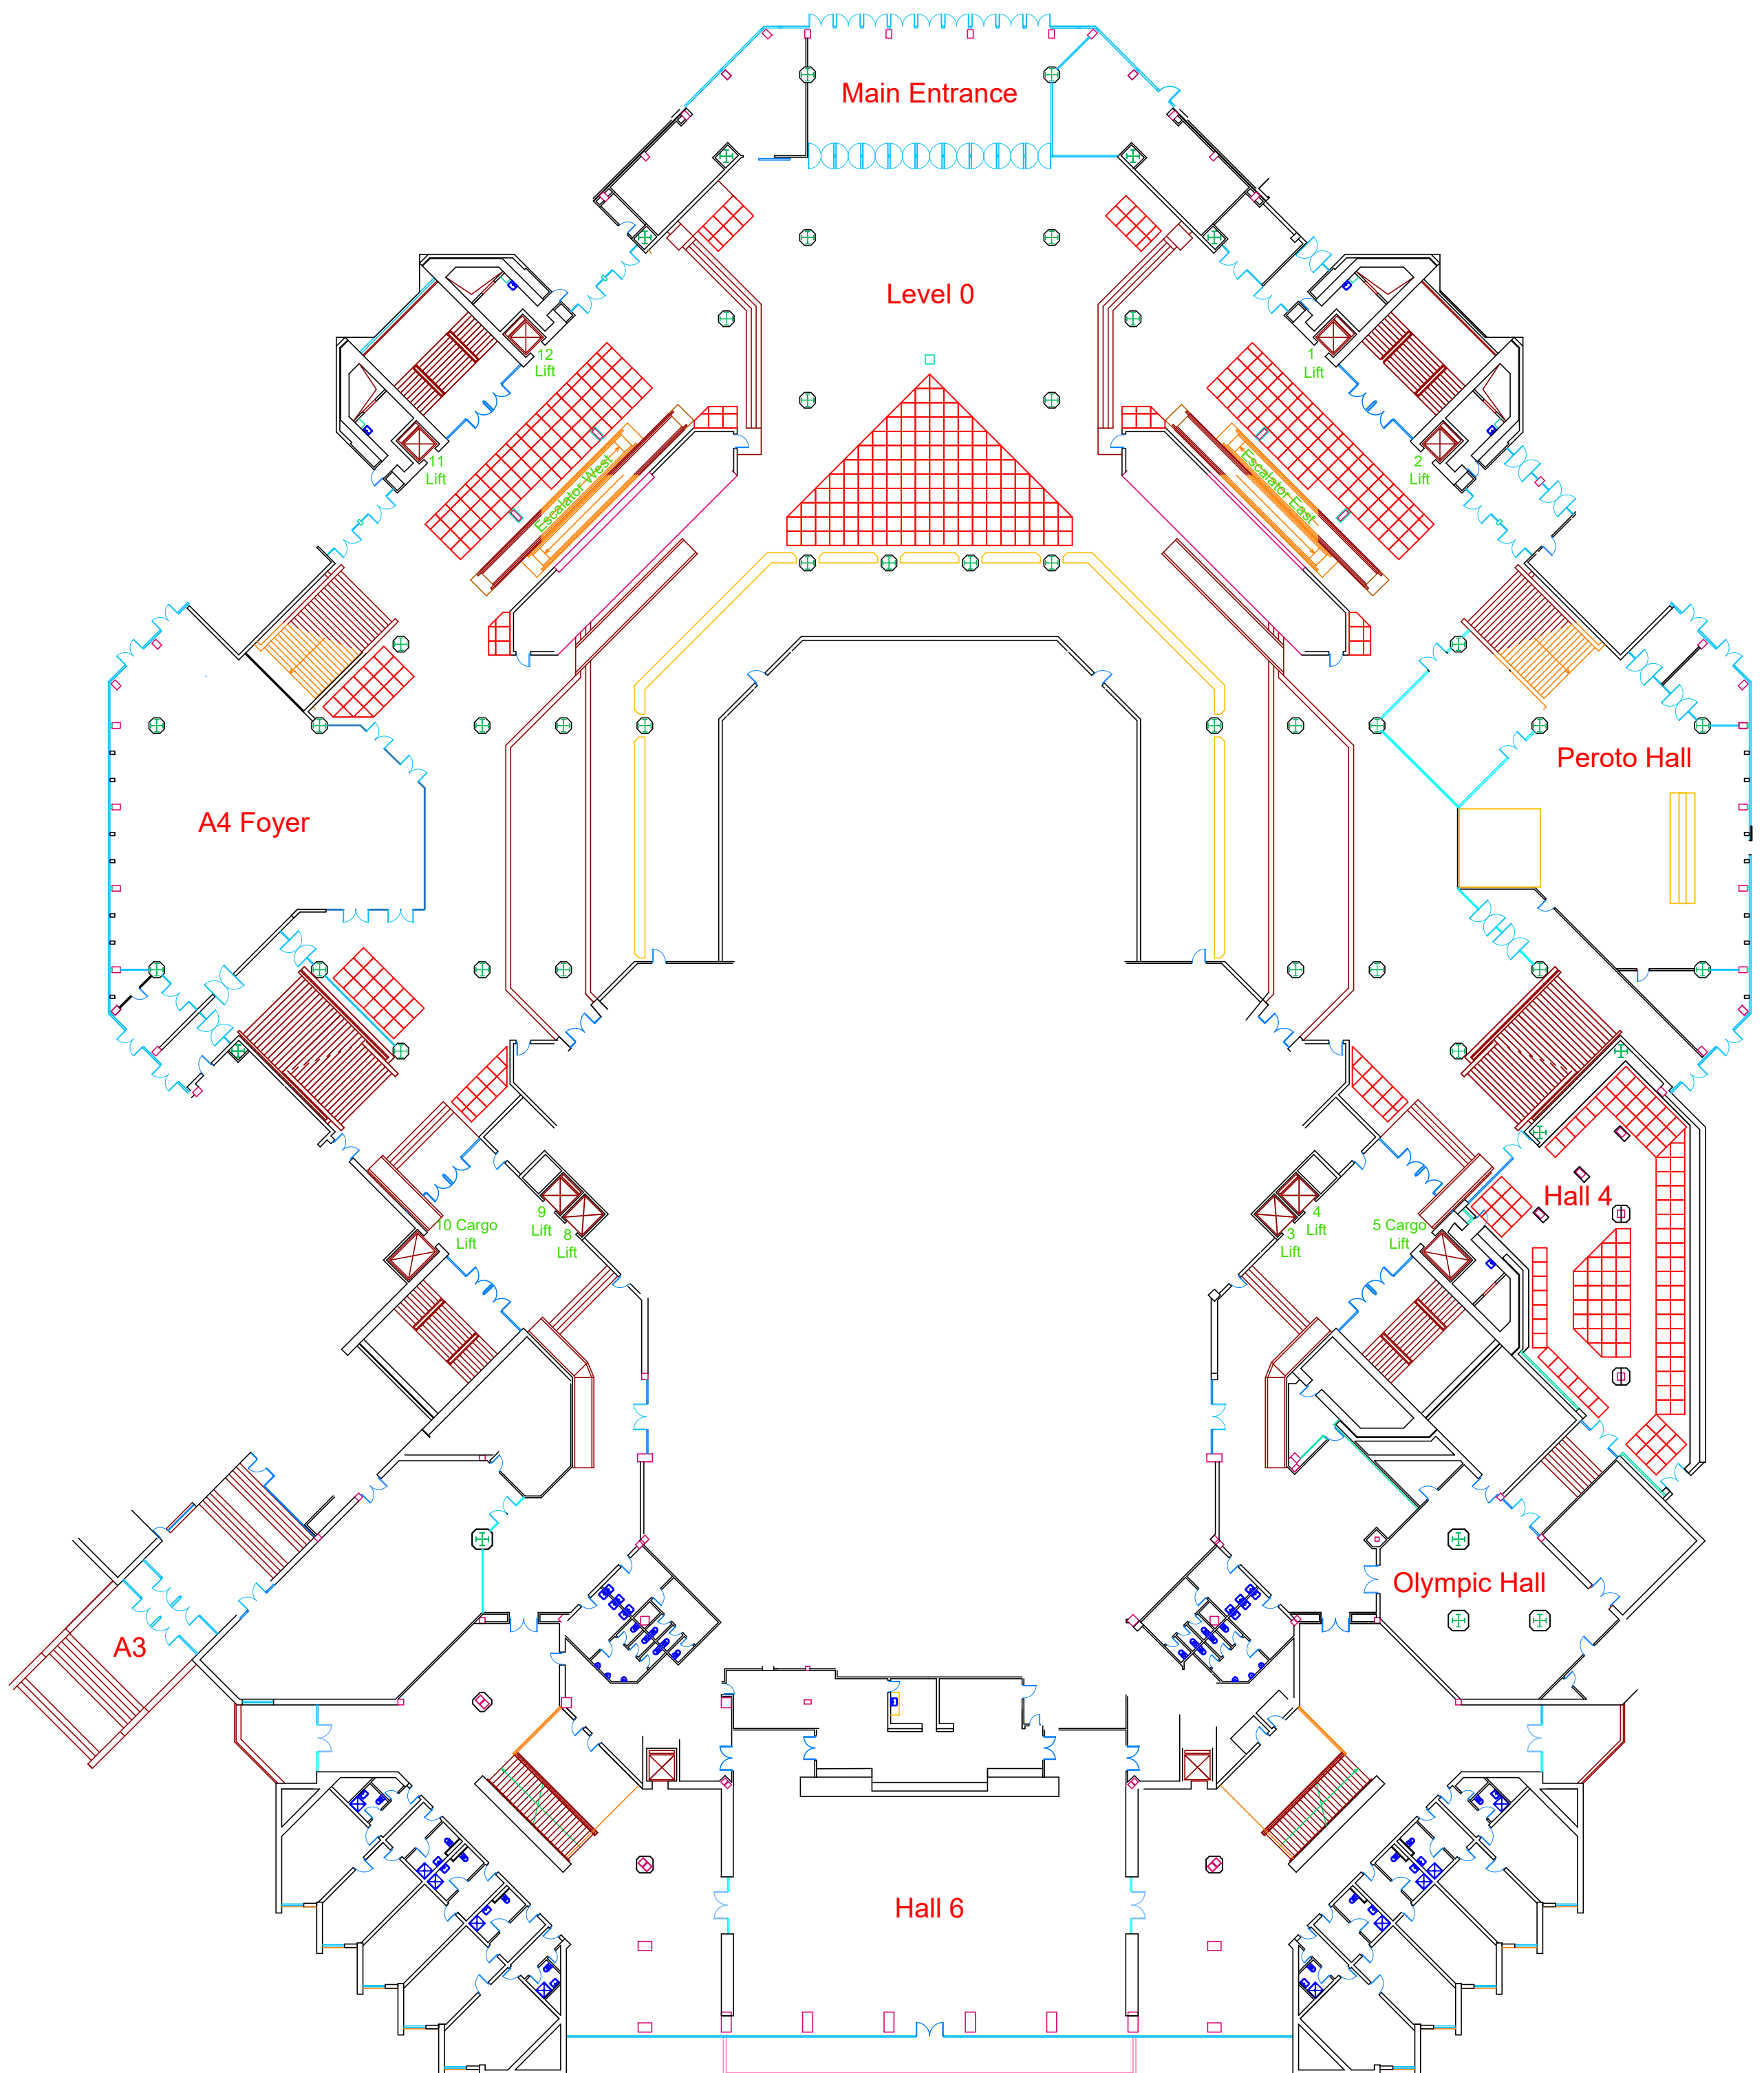 Main Entrance
Level 0
12
Lift
1
Lift
11
Lift
Escalator West
Escalator East
2
Lift
Peroto Hall
A4 Foyer
Hall 4
10 Cargo
Lift
9
Lift
8
Lift
4
Lift
3
Lift
5 Cargo
Lift
Olympic Hall
A3
Hall 6